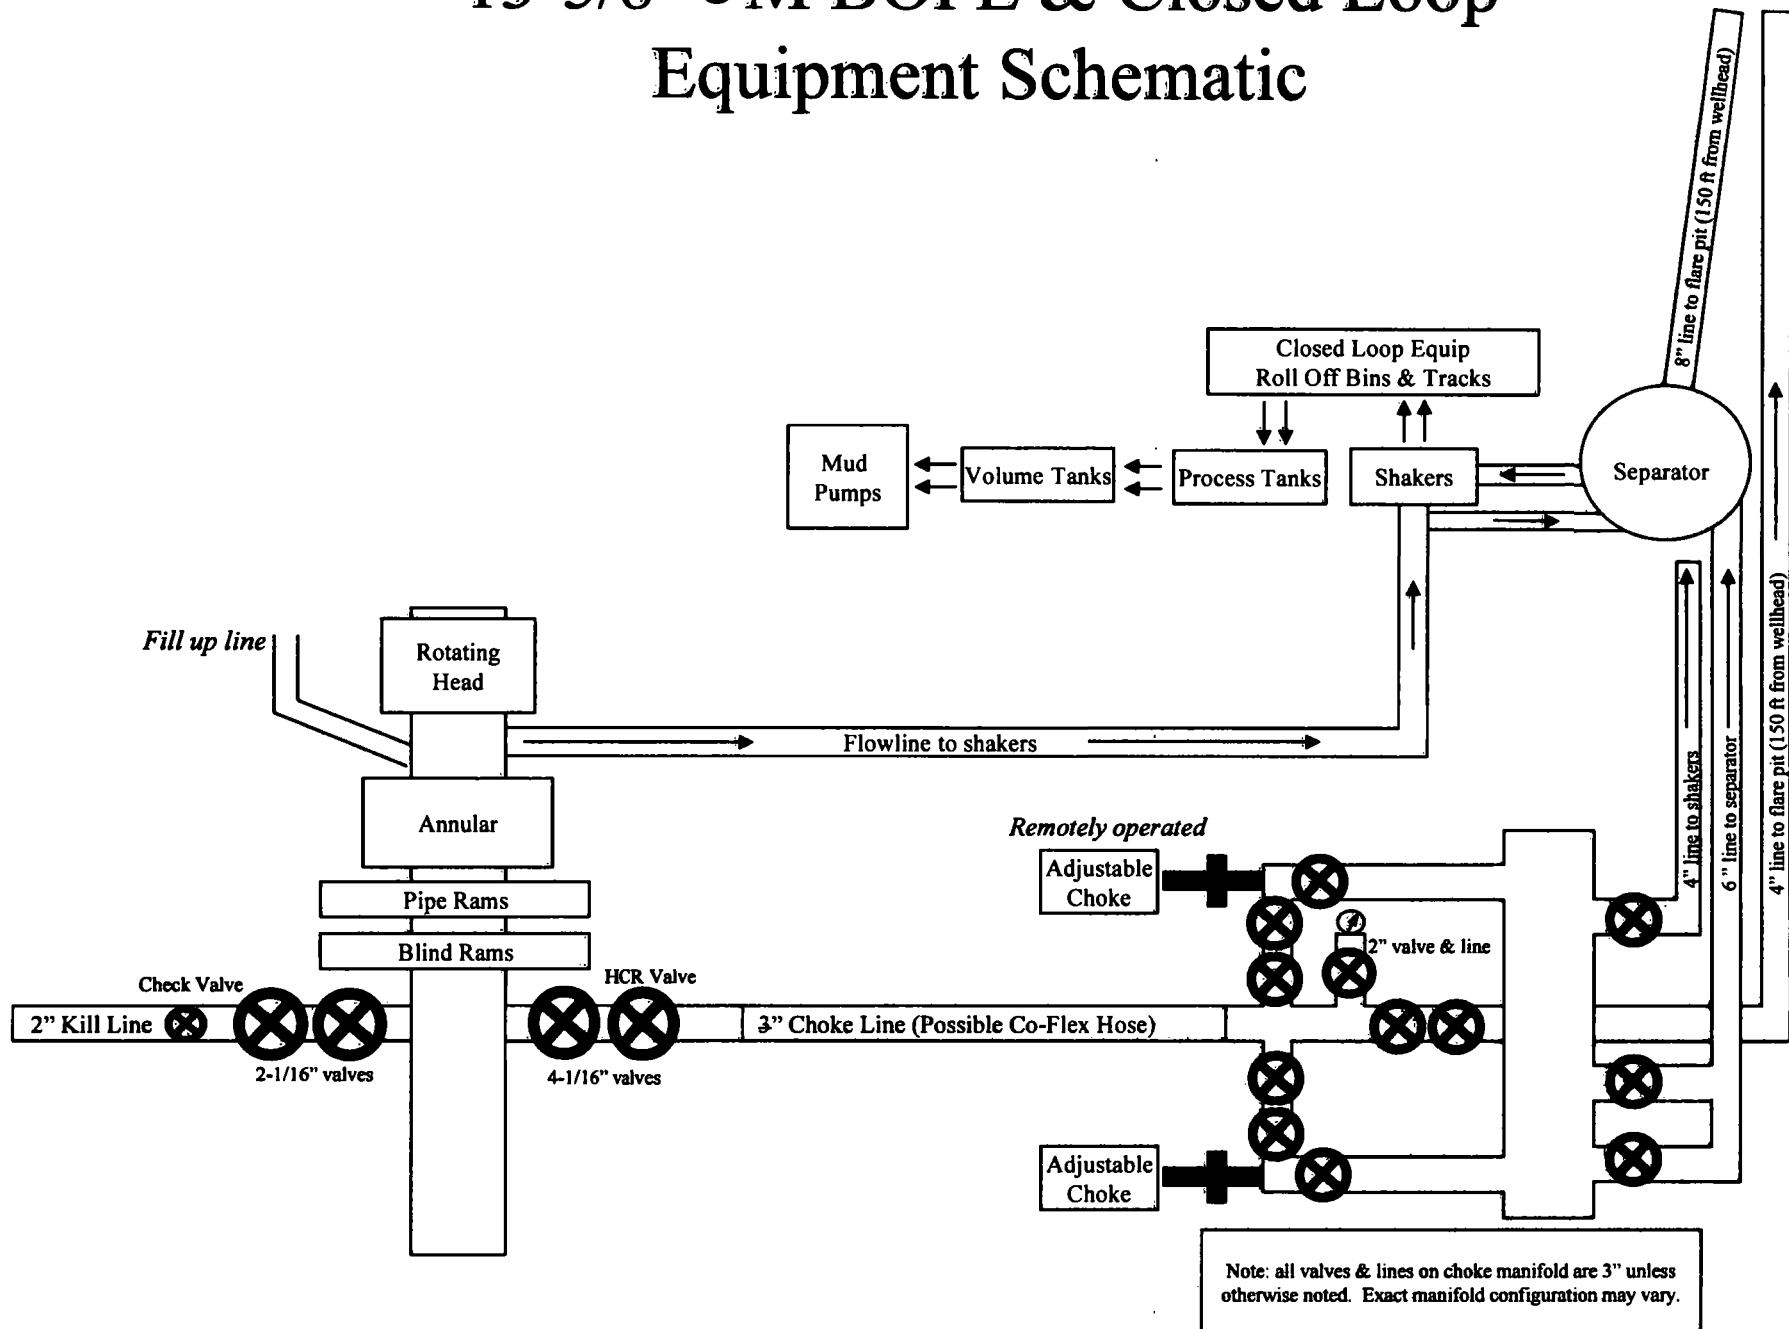 BOPE & Closed Loop
Equipment Schematic
8” line to flare pit (150 ft from wellhead)
Closed Loop Equip
Roll Off Bins & Tracks
Mud
Pumps
Volume Tanks
Process Tanks
Shakers
Separator
Fill up line
Rotating
Head
Flowline to shakers
Annular
Remotely operated
Adjustable
Choke
Pipe Rams
Blind Rams
2” valve & line
4” line to shakers
6 ” line to separator
4” line to flare pit (150 ft from wellhead)
Check Valve
HCR Valve
2” Kill Line
3” Choke Line (Possible Co-Flex Hose)
2-1/16” valves
4-1/16” valves
Adjustable
Choke
Note: all valves & lines on choke manifold are 3” unless
otherwise noted. Exact manifold configuration may vary.